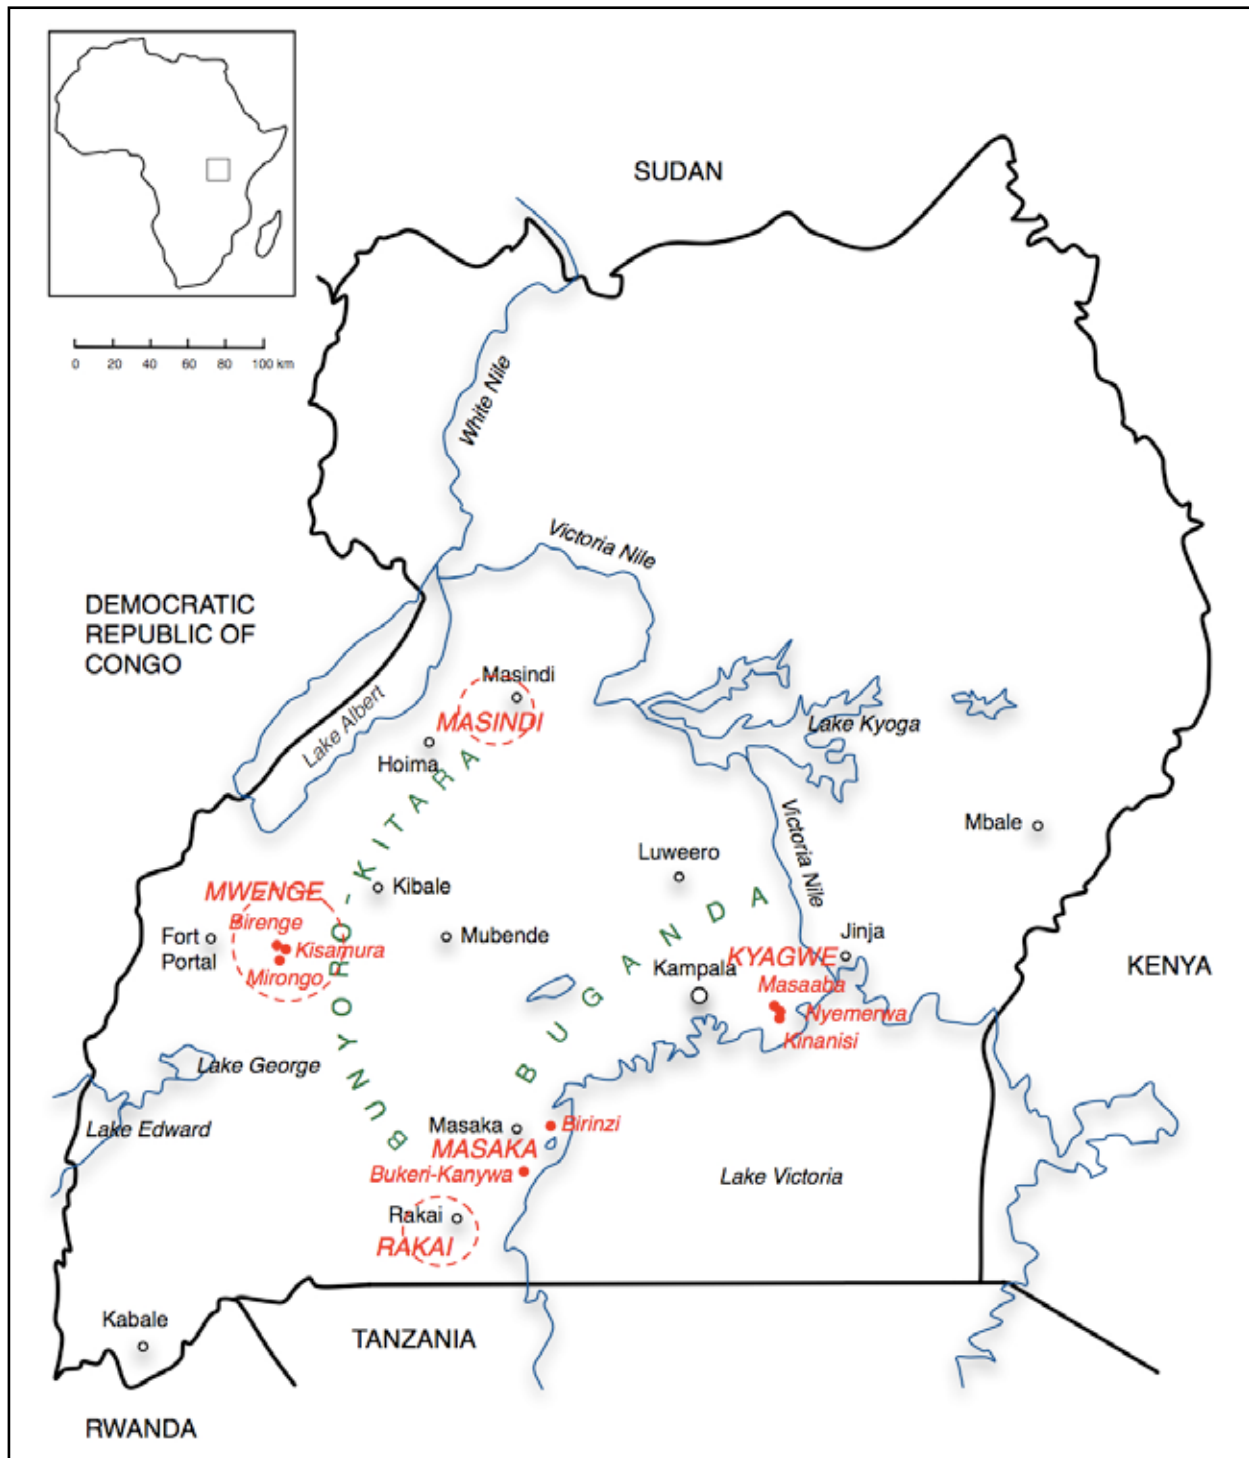 SUDAN
0 20 40 60 80 100 km
White Nile
Victoria Nile
DEMOCRATIC
REPUBLIC OF
CONGO
Lake Albert
Masindi
MASINDI
Hoima
Lake Kyoga
Victoria Nile
Mbale
Luweero
BUNYORO-KITARA
MWENGE
Kibale
Birenge
Fort
Portal
Kisamura
Mirongo
Mubende
BUGANDA
Jinja
KYAGWE
Kampala
Masaaba
Nyemerwa
Kinanisi
KENYA
Lake George
Lake Edward
Masaka
Birinzi
MASAKA
Bukeri-Kanywa
Lake Victoria
Rakai
RAKAI
Kabale
TANZANIA
RWANDA